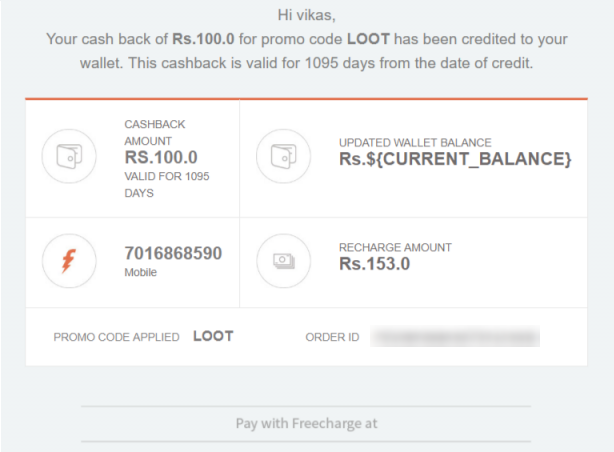 Hi vikas,
Your cash back of Rs.100.0 for promo code LOOT has been credited to your
wallet. This cashback is valid for 1095 days from the date of credit.
CASHBACK
AMOUNT
RS.100.0
VALID FOR 1095
DAYS
UPDATED WALLET BALANCE
Rs.${CURRENT_BALANCE}
7016868590
Mobile
RECHARGE AMOUNT
Rs.153.0
PROMO CODE APPLIED LOOT
ORDER ID
Pay with Freecharge at